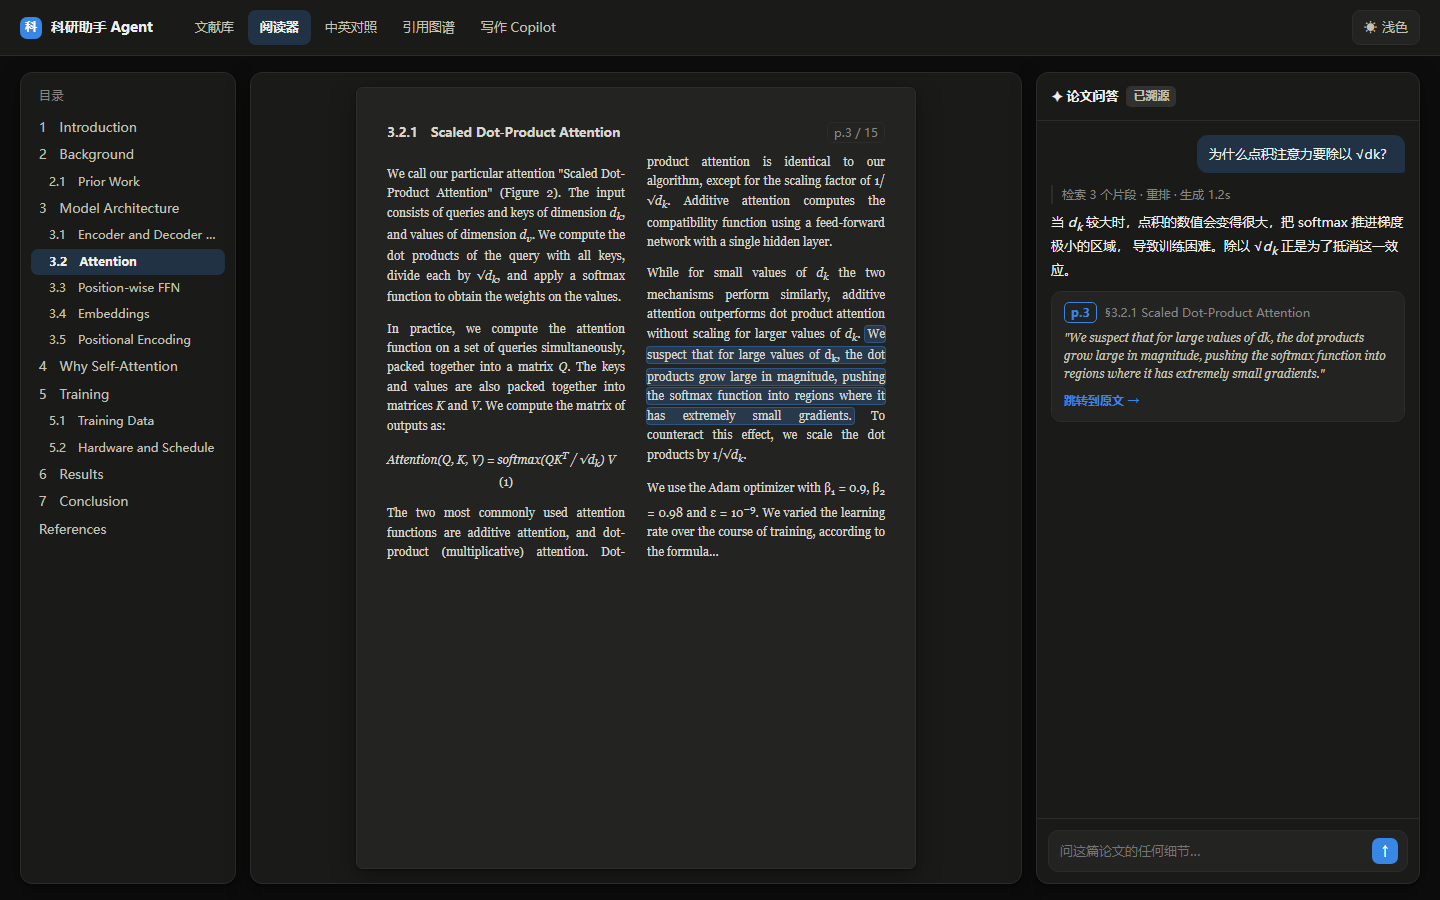 科 科研助手 Agent 文献库 阅读器 中英对照 引用图谱 写作 Copilot ☀ 浅色
目录
1 Introduction
2 Background
2.1 Prior Work
3 Model Architecture
3.1 Encoder and Decoder ...
3.2 Attention
3.3 Position-wise FFN
3.4 Embeddings
3.5 Positional Encoding
4 Why Self-Attention
5 Training
5.1 Training Data
5.2 Hardware and Schedule
6 Results
7 Conclusion
References
3.2.1 Scaled Dot-Product Attention
p.3 / 15
We call our particular attention "Scaled Dot-
Product Attention" (Figure 2). The input
consists of queries and keys of dimension dk,
and values of dimension dv. We compute the
dot products of the query with all keys,
divide each by √dk, and apply a softmax
function to obtain the weights on the values.
In practice, we compute the attention
function on a set of queries simultaneously,
packed together into a matrix Q. The keys
and values are also packed together into
matrices K and V. We compute the matrix of
outputs as:
Attention(Q, K, V) = softmax(QK^T / √dk) V
(1)
The two most commonly used attention
functions are additive attention, and dot-
product (multiplicative) attention. Dot-
product attention is identical to our
algorithm, except for the scaling factor of 1/
√dk. Additive attention computes the
compatibility function using a feed-forward
network with a single hidden layer.
While for small values of dk the two
mechanisms perform similarly, additive
attention outperforms dot product attention
without scaling for larger values of dk. We
suspect that for large values of dk, the dot
products grow large in magnitude, pushing
the softmax function into regions where it
has extremely small gradients. To
counteract this effect, we scale the dot
products by 1/√dk.
We use the Adam optimizer with β₁ = 0.9, β₂
= 0.98 and ε = 10⁻⁹. We varied the learning
rate over the course of training, according to
the formula...
✦ 论文问答 已溯源
为什么点积注意力要除以 √dk?
检索 3 个片段 · 重排 · 生成 1.2s
当 dk 较大时，点积的数值会变得很大，把 softmax 推进梯度
极小的区域， 导致训练困难。除以 √dk 正是为了抵消这一效
应。
p.3 §3.2.1 Scaled Dot-Product Attention
"We suspect that for large values of dk, the dot products
grow large in magnitude, pushing the softmax function into
regions where it has extremely small gradients."
跳转到原文 →
问这篇论文的任何细节... ↑